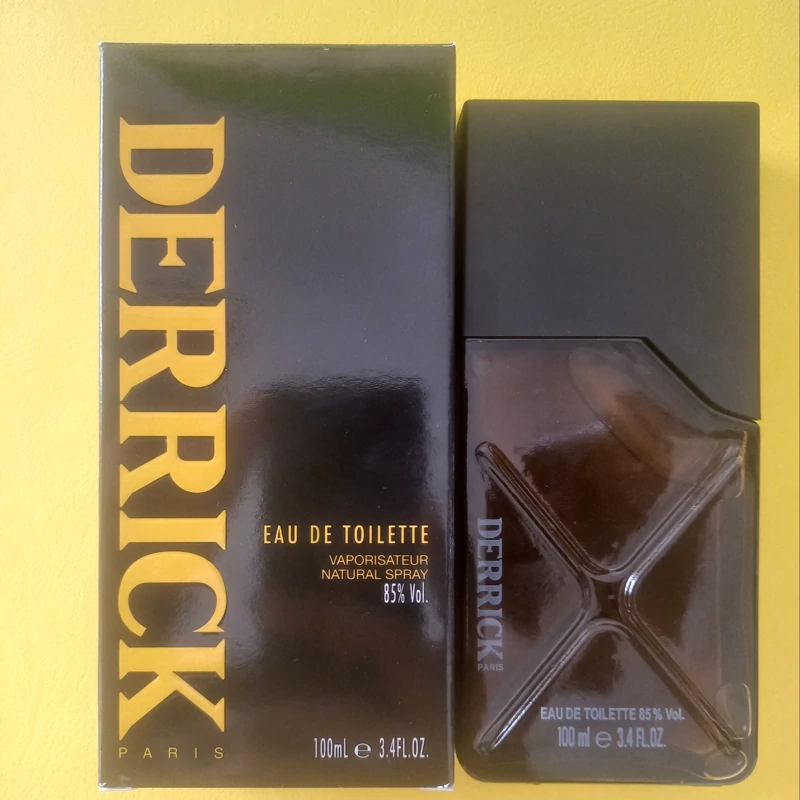 DERRICK
PARIS
EAU DE TOILETTE
VAPORISATEUR
NATURAL SPRAY
85% Vol.
100mL e 3.4FL.OZ.
DERRICK
PARIS
EAU DE TOILETTE 85% Vol.
100 ml e 3.4 FL.OZ.